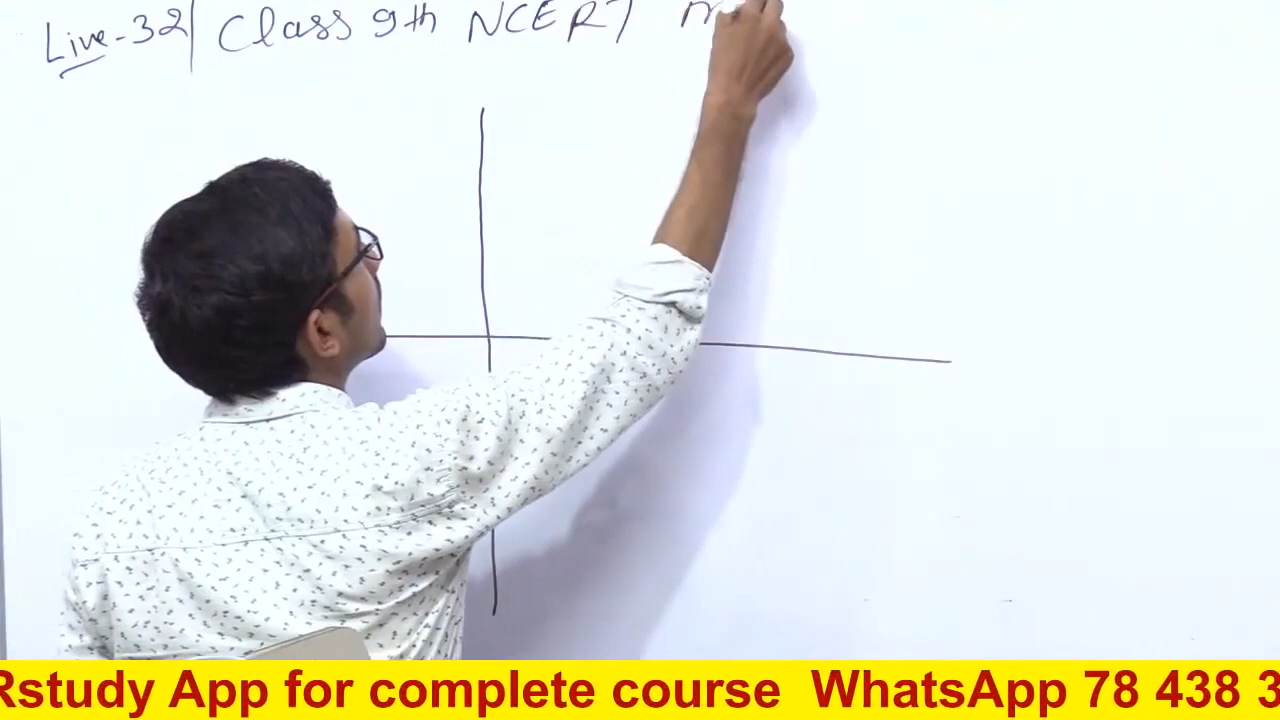 Live-32 | Class 9th NCERT
Rstudy App for complete course WhatsApp 78 438 3